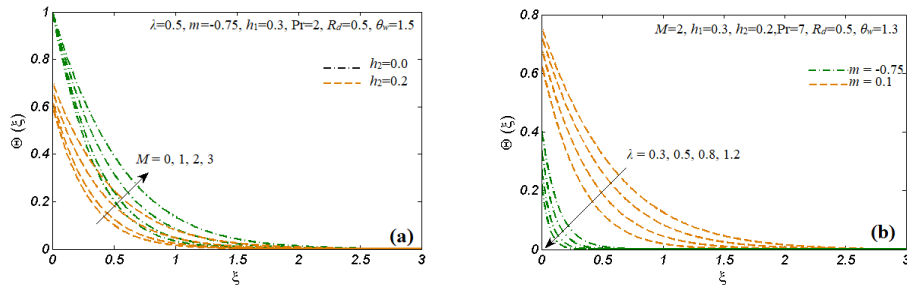 λ=0.5, m=-0.75, h₁=0.3, Pr=2, R_d=0.5, θ_w=1.5
h₂=0.0
h₂=0.2
M = 0, 1, 2, 3
1
0.8
0.6
0.4
0.2
0
Θ (ξ)
0 0.5 1 1.5 2 2.5 3
ξ
(a)
M=2, h₁=0.3, h₂=0.2,Pr=7, R_d=0.5, θ_w=1.3
m = -0.75
m = 0.1
λ = 0.3, 0.5, 0.8, 1.2
0.8
0.6
0.4
0.2
0
Θ (ξ)
0 0.5 1 1.5 2 2.5 3
ξ
(b)